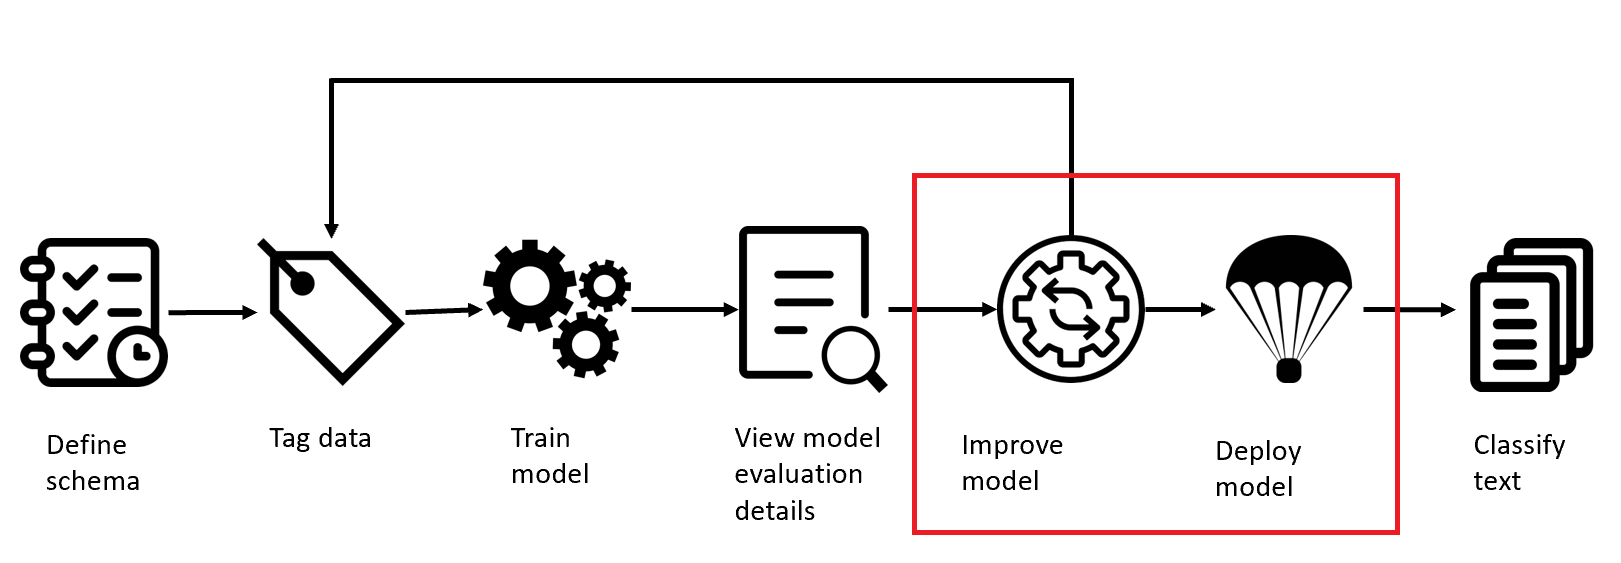 Define
schema
Tag data
Train
model
View model
evaluation
details
Improve
model
Deploy
model
Classify
text